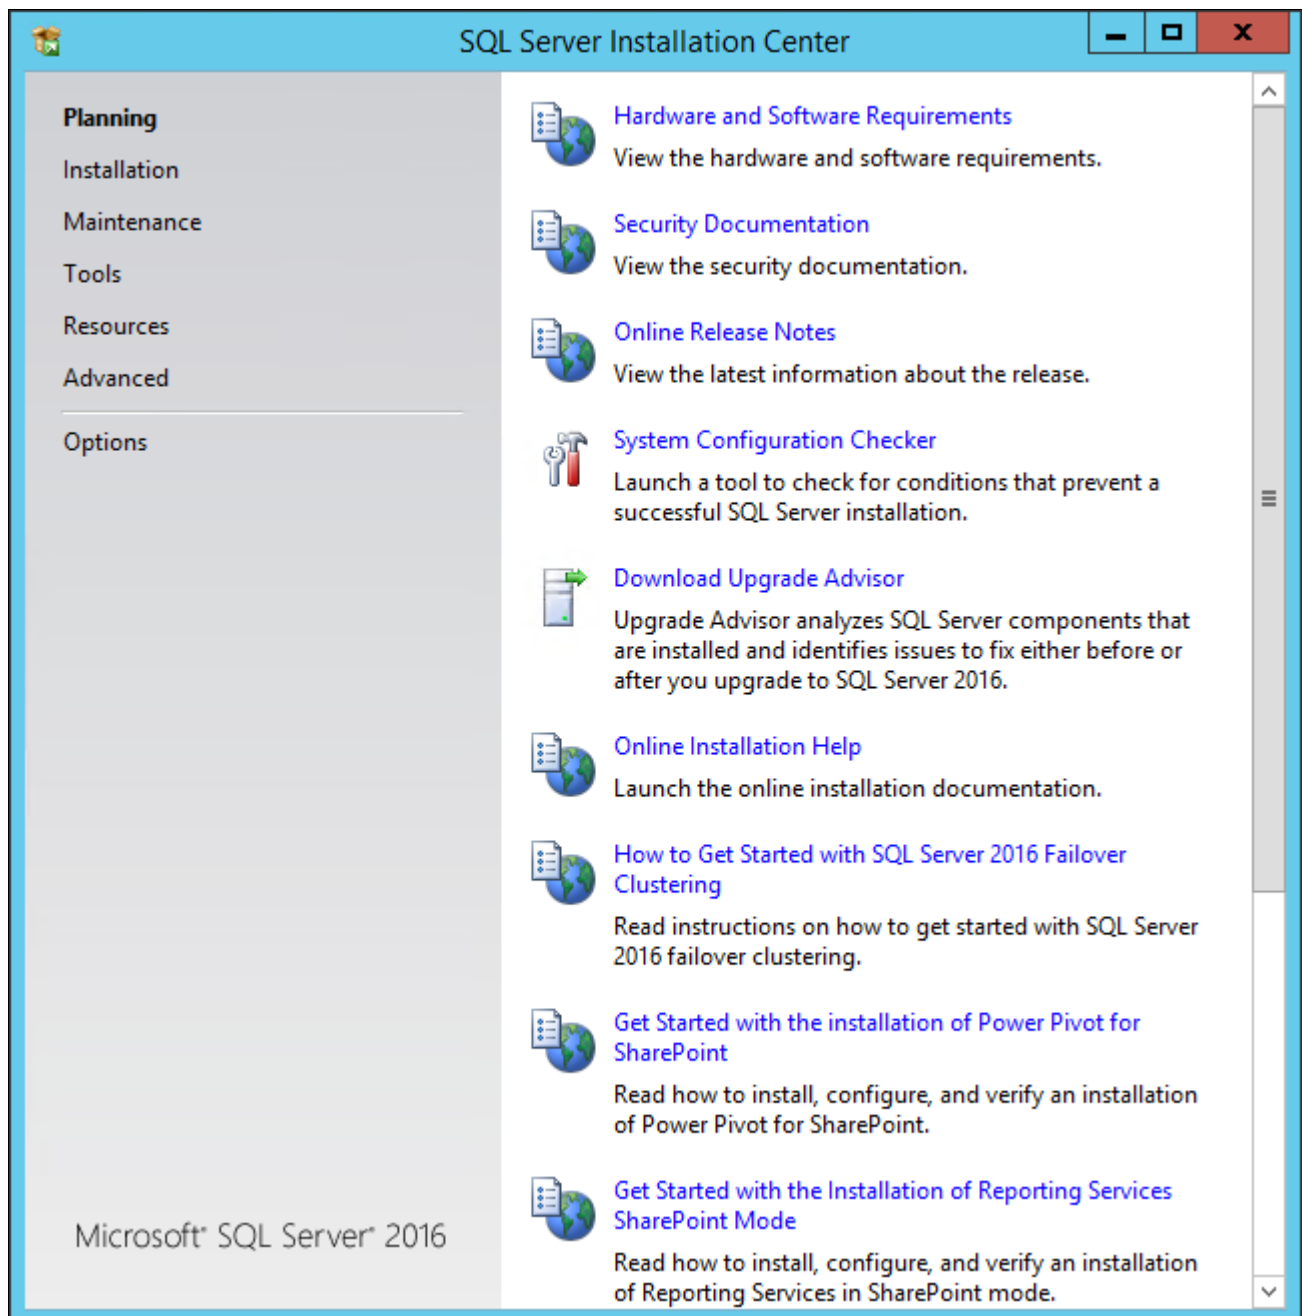 SQL Server Installation Center
Planning
Installation
Maintenance
Tools
Resources
Advanced
Options
Microsoft® SQL Server® 2016
Hardware and Software Requirements
View the hardware and software requirements.
Security Documentation
View the security documentation.
Online Release Notes
View the latest information about the release.
System Configuration Checker
Launch a tool to check for conditions that prevent a
successful SQL Server installation.
Download Upgrade Advisor
Upgrade Advisor analyzes SQL Server components that
are installed and identifies issues to fix either before or
after you upgrade to SQL Server 2016.
Online Installation Help
Launch the online installation documentation.
How to Get Started with SQL Server 2016 Failover
Clustering
Read instructions on how to get started with SQL Server
2016 failover clustering.
Get Started with the installation of Power Pivot for
SharePoint
Read how to install, configure, and verify an installation
of Power Pivot for SharePoint.
Get Started with the Installation of Reporting Services
SharePoint Mode
Read how to install, configure, and verify an installation
of Reporting Services in SharePoint mode.